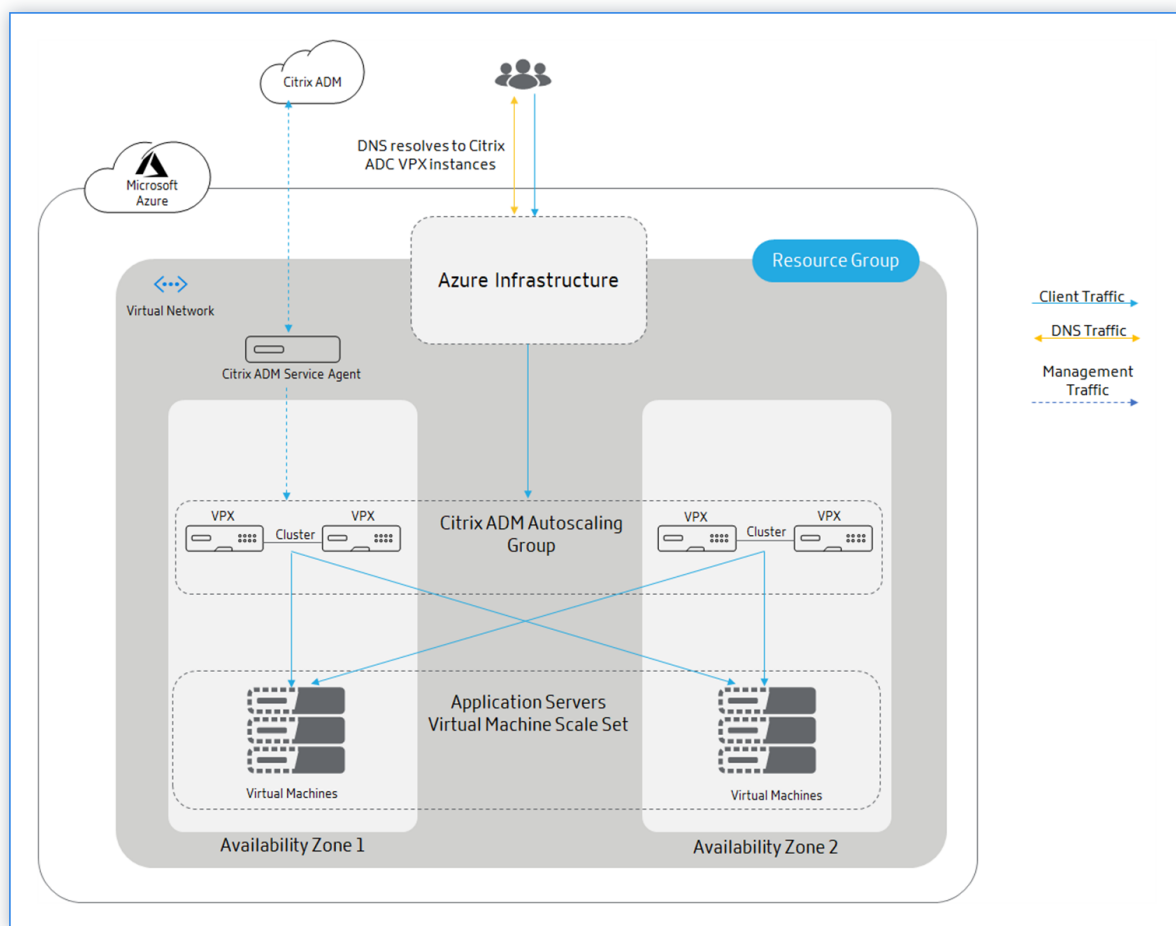 Citrix ADM
DNS resolves to Citrix
ADC VPX instances
Microsoft
Azure
Azure Infrastructure
Resource Group
Virtual Network
Client Traffic
DNS Traffic
Management
Traffic
Citrix ADM Service Agent
VPX
VPX
Cluster
Citrix ADM Autoscaling
Group
VPX
VPX
Cluster
Application Servers
Virtual Machine Scale Set
Virtual Machines
Virtual Machines
Availability Zone 1
Availability Zone 2